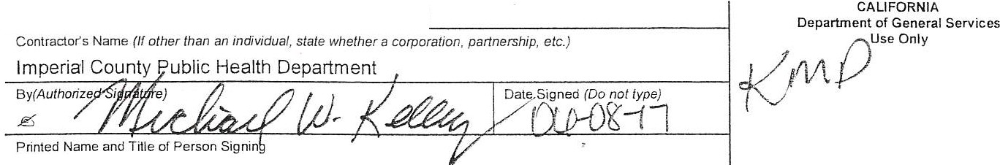 CALIFORNIA
Department of General Services
Use Only
Contractor's Name (If other than an individual, state whether a corporation, partnership, etc.)
Imperial County Public Health Department
By(Authorized Signature)
Michael W. Kelley
Date Signed (Do not type)
06-08-17
KMD
Printed Name and Title of Person Signing